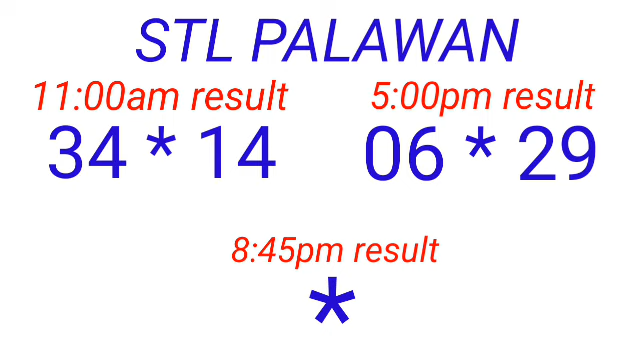 STL PALAWAN
11:00am result 5:00pm result
34 * 14 06 * 29
8:45pm result
*